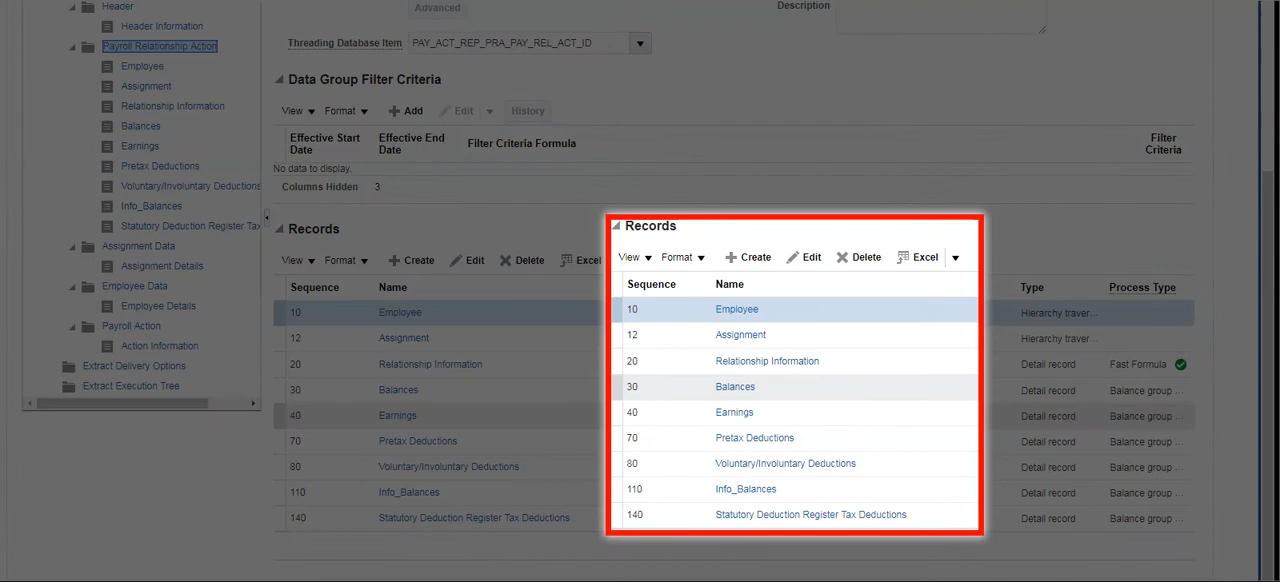 Header
Header Information
Payroll Relationship Action
Employee
Assignment
Relationship Information
Balances
Earnings
Pretax Deductions
Voluntary/Involuntary Deductions
Info_Balances
Statutory Deduction Register Tax
Assignment Data
Assignment Details
Employee Data
Employee Details
Payroll Action
Action Information
Extract Delivery Options
Extract Execution Tree
Advanced
Description
Threading Database Item PAY_ACT_REP_PRA_PAY_REL_ACT_ID
Data Group Filter Criteria
View Format Add Edit History
Effective Start Date Effective End Date Filter Criteria Formula Filter Criteria
No data to display.
Columns Hidden 3
Records
View Format Create Edit Delete Excel
Sequence Name Type Process Type
10 Employee Hierarchy traver...
12 Assignment Hierarchy traver...
20 Relationship Information Detail record Fast Formula
30 Balances Detail record Balance group ...
40 Earnings Detail record Balance group ...
70 Pretax Deductions Detail record Balance group ...
80 Voluntary/Involuntary Deductions Detail record Balance group ...
110 Info_Balances Detail record Balance group ...
140 Statutory Deduction Register Tax Deductions Detail record Balance group ...
Records
View Format Create Edit Delete Excel
Sequence Name
10 Employee
12 Assignment
20 Relationship Information
30 Balances
40 Earnings
70 Pretax Deductions
80 Voluntary/Involuntary Deductions
110 Info_Balances
140 Statutory Deduction Register Tax Deductions